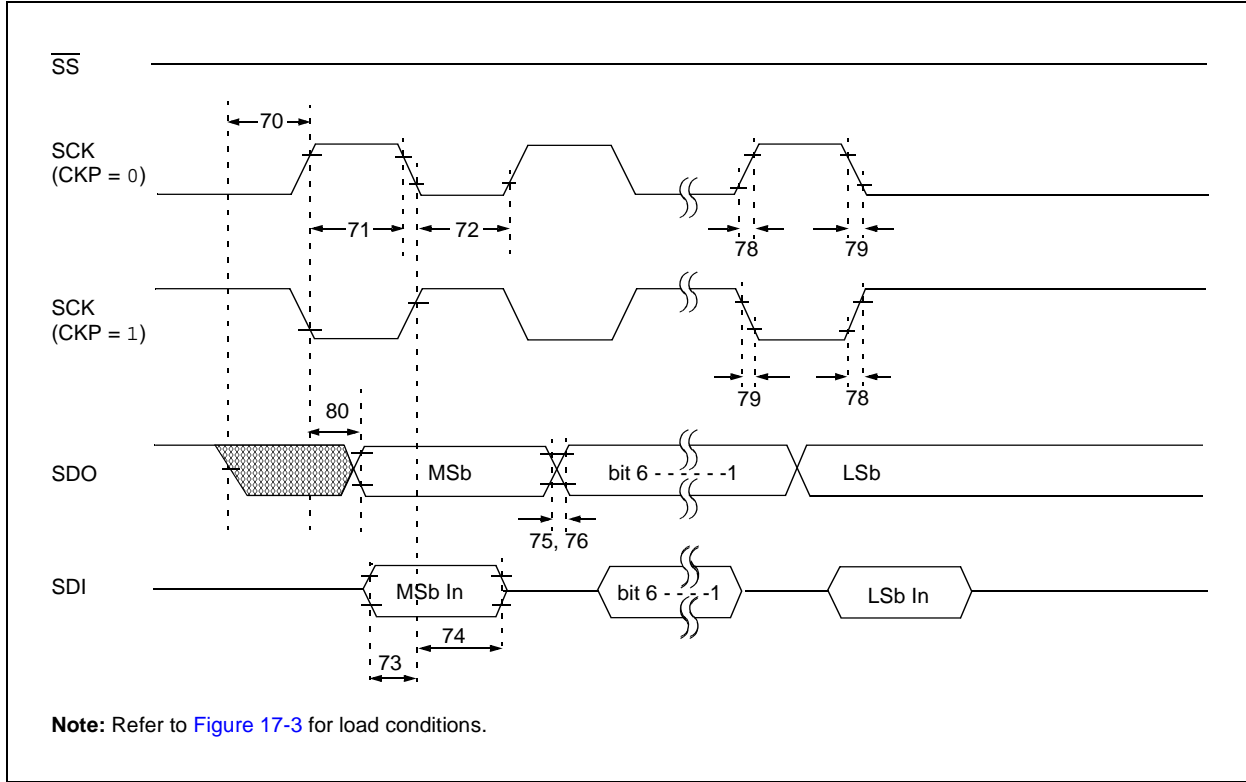 SS
70
SCK
(CKP = 0)
71
72
78
79
SCK
(CKP = 1)
79
78
80
SDO
MSb
bit 6 - - - - - - -1
LSb
75, 76
SDI
MSb In
bit 6 - - - - -1
LSb In
74
73
Note: Refer to Figure 17-3 for load conditions.